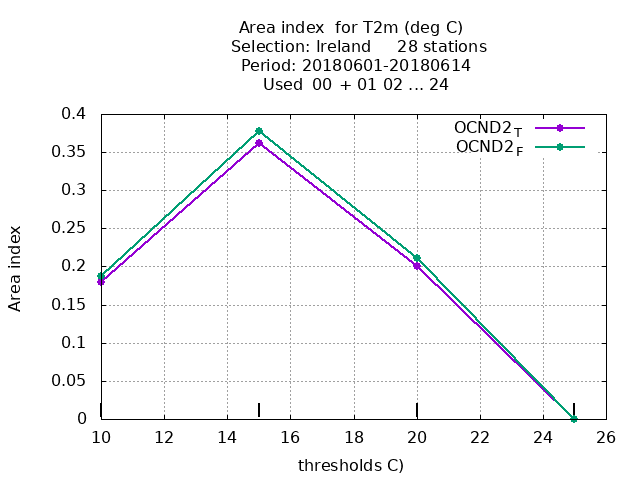 Area index  for T2m (deg C)
Selection: Ireland     28 stations
Period: 20180601-20180614
Used  00 + 01 02 ... 24
OCND2T
OCND2F
0.4
0.35
0.3
0.25
0.2
0.15
0.1
0.05
0
Area index
10 12 14 16 18 20 22 24 26
thresholds C)